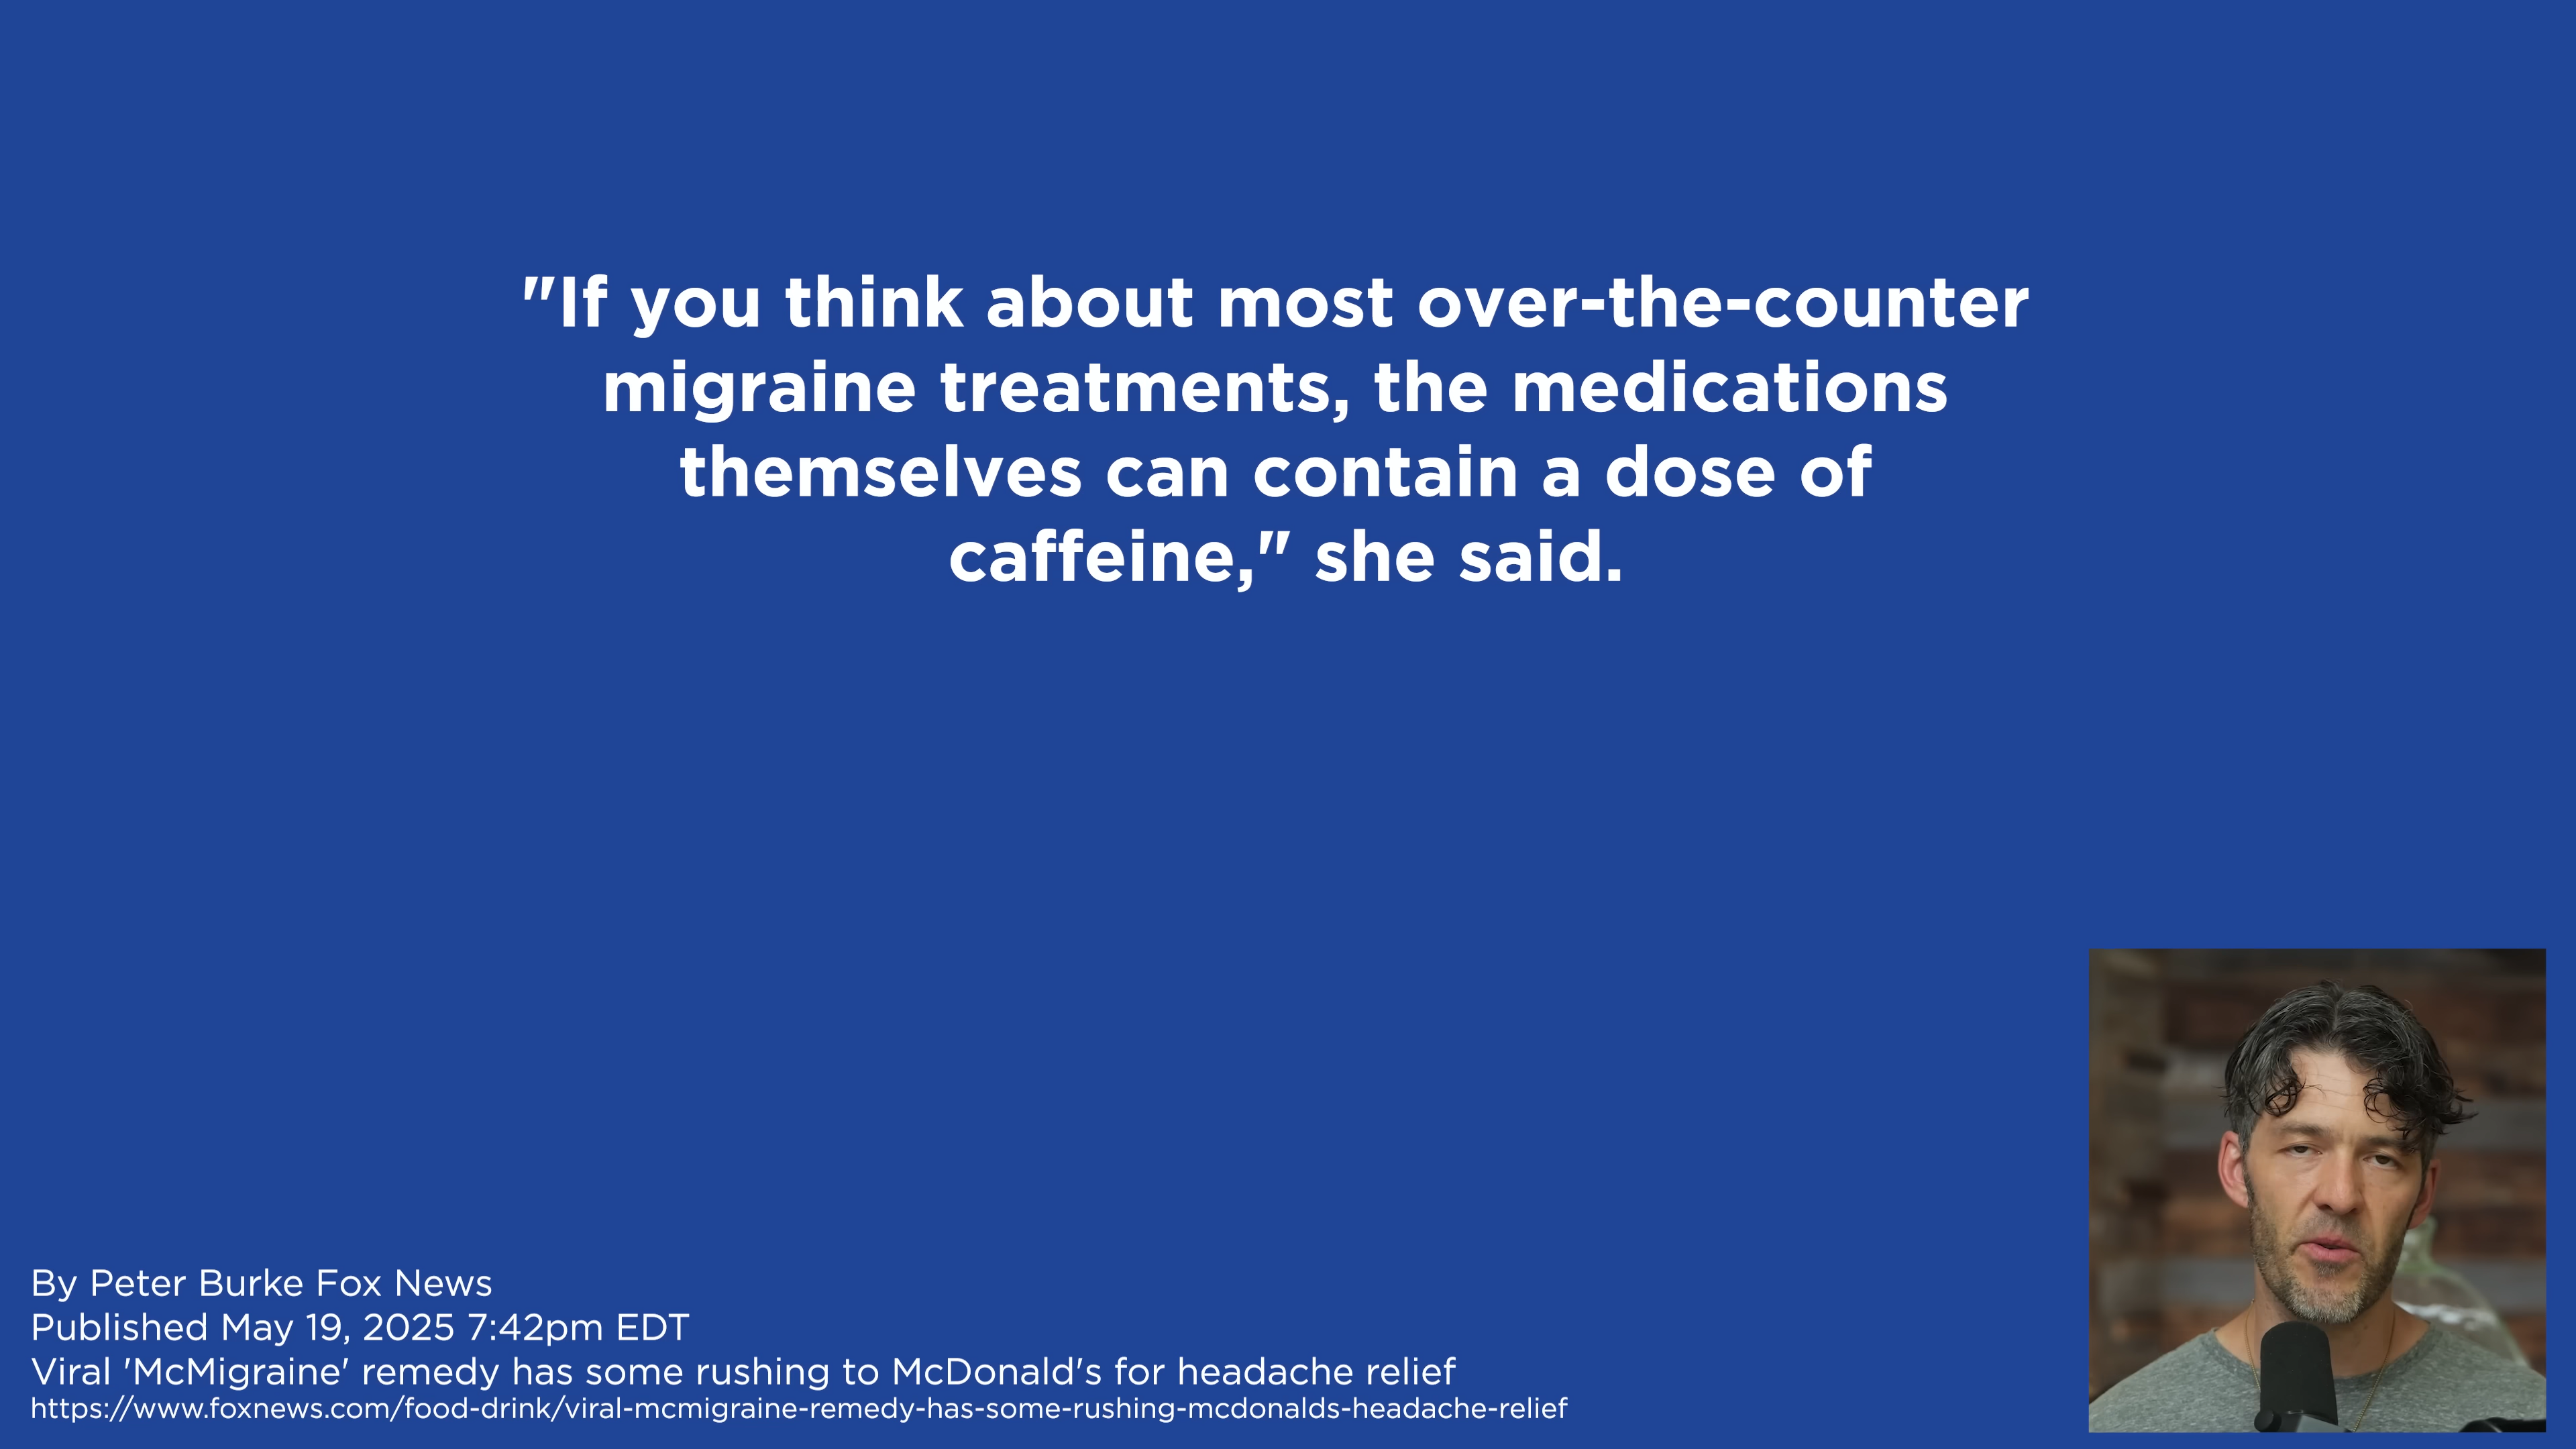 "If you think about most over-the-counter
migraine treatments, the medications
themselves can contain a dose of
caffeine," she said.
By Peter Burke Fox News
Published May 19, 2025 7:42pm EDT
Viral 'McMigraine' remedy has some rushing to McDonald's for headache relief
https://www.foxnews.com/food-drink/viral-mcmigraine-remedy-has-some-rushing-mcdonalds-headache-relief